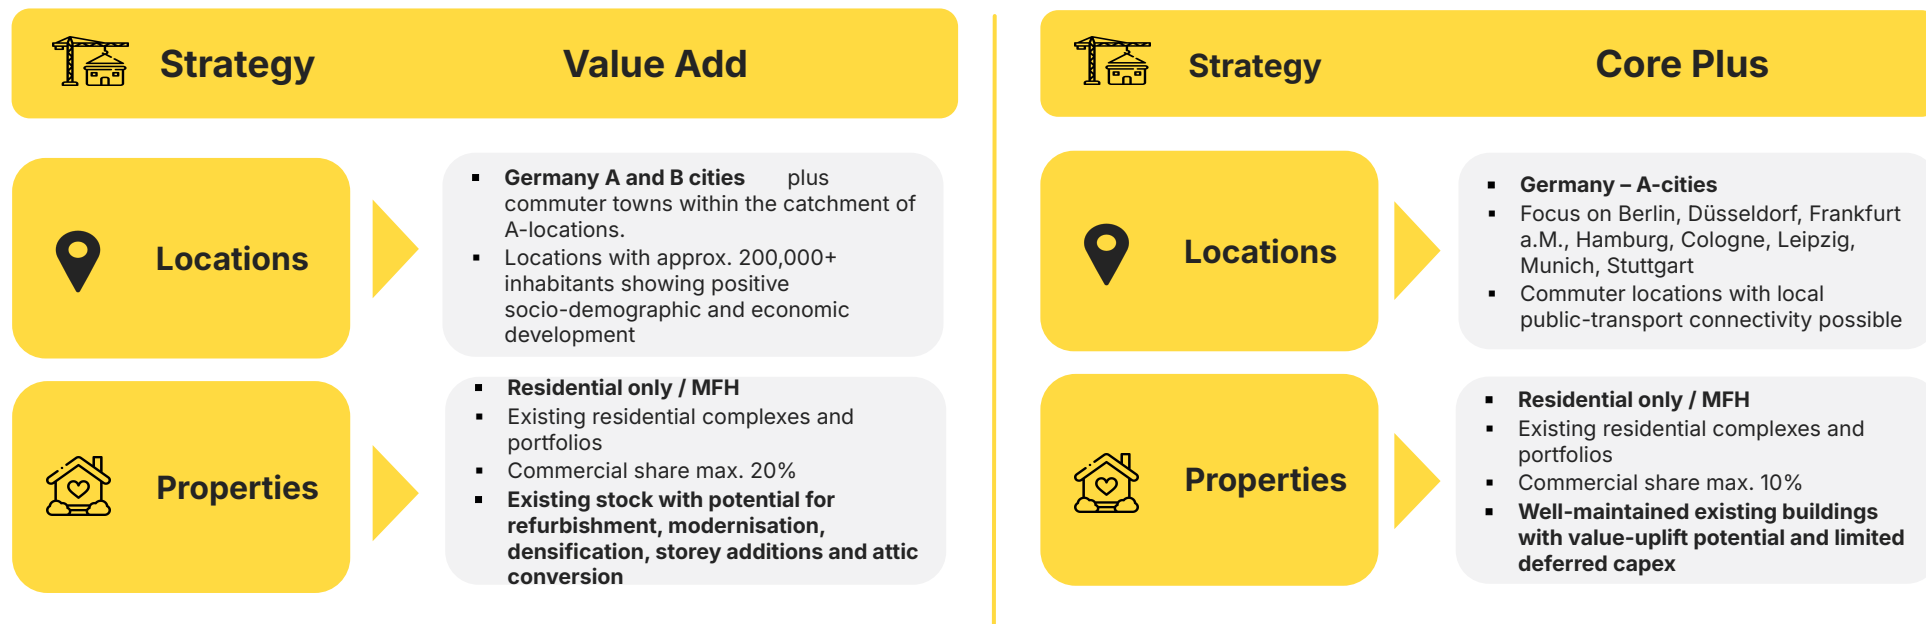 Strategy Value Add
Locations
Germany A and B cities plus
commuter towns within the catchment of
A-locations.
Locations with approx. 200,000+
inhabitants showing positive
socio-demographic and economic
development
Properties
Residential only / MFH
Existing residential complexes and
portfolios
Commercial share max. 20%
Existing stock with potential for
refurbishment, modernisation,
densification, storey additions and attic
conversion
Strategy Core Plus
Locations
Germany – A-cities
Focus on Berlin, Düsseldorf, Frankfurt
a.M., Hamburg, Cologne, Leipzig,
Munich, Stuttgart
Commuter locations with local
public-transport connectivity possible
Properties
Residential only / MFH
Existing residential complexes and
portfolios
Commercial share max. 10%
Well-maintained existing buildings
with value-uplift potential and limited
deferred capex